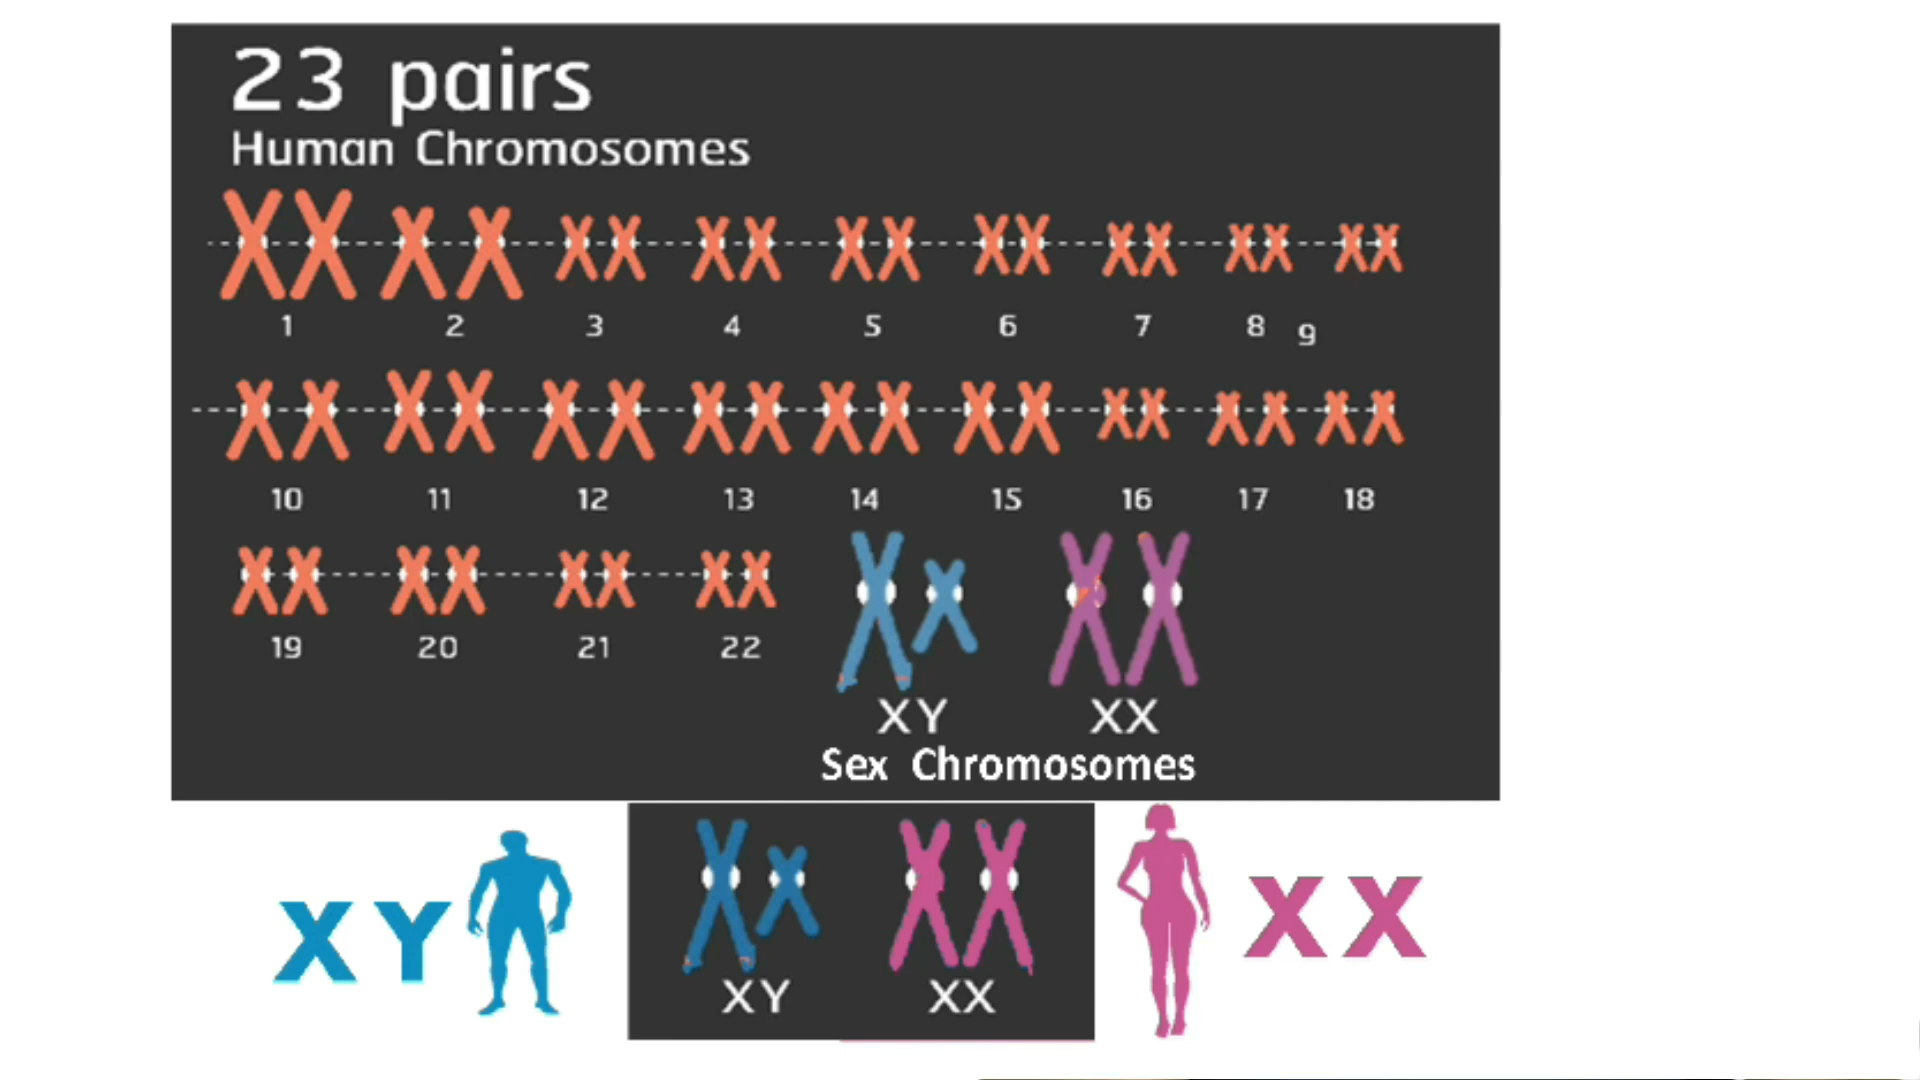 23 pairs
Human Chromosomes
1 2 3 4 5 6 7 8 9
10 11 12 13 14 15 16 17 18
19 20 21 22
XY XX
Sex Chromosomes
XY XX
XY XX